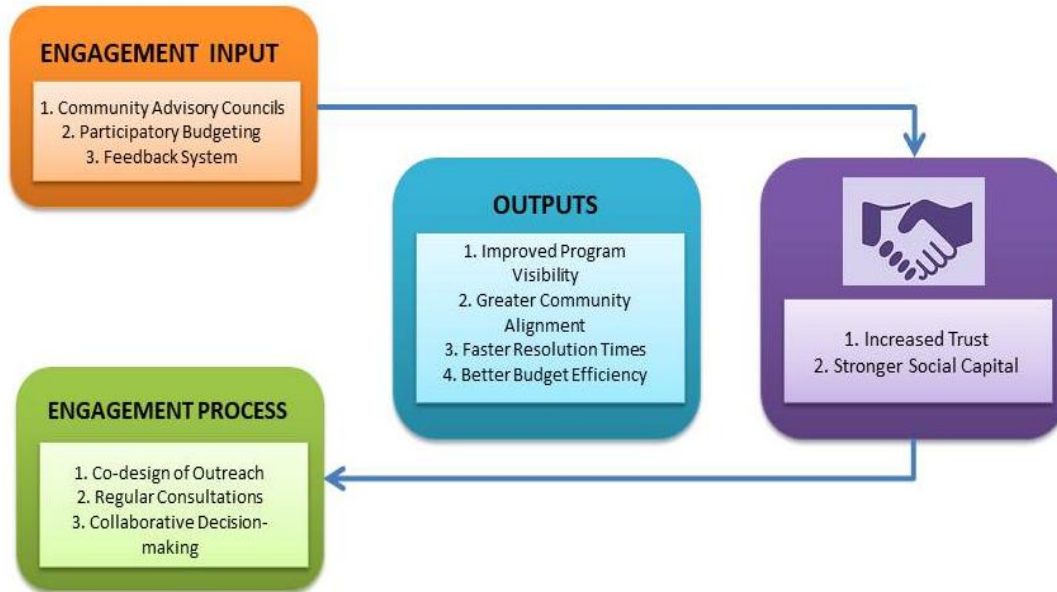 ENGAGEMENT INPUT
1. Community Advisory Councils
2. Participatory Budgeting
3. Feedback System
OUTPUTS
1. Improved Program
Visibility
2. Greater Community
Alignment
3. Faster Resolution Times
4. Better Budget Efficiency
1. Increased Trust
2. Stronger Social Capital
ENGAGEMENT PROCESS
1. Co-design of Outreach
2. Regular Consultations
3. Collaborative Decision-
making